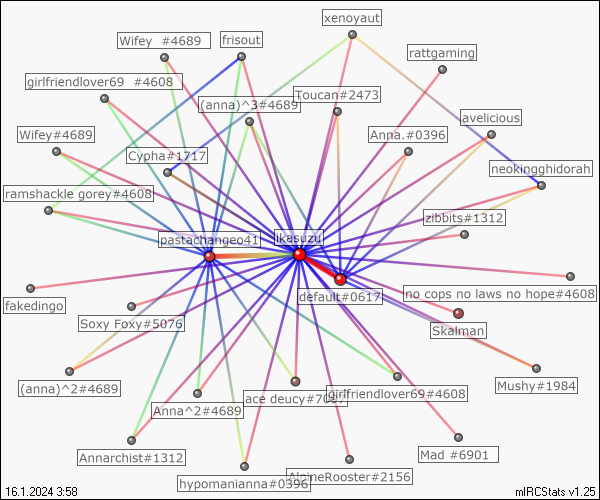 xenoyaut
Wifey  #4689
frisout
rattgaming
girlfriendlover69  #4608
(anna)^3#4689
Toucan#2473
avelicious
Wifey#4689
Anna.#0396
Cypha#1717
neokingghidorah
ramshackle gorey#4608
zibbits#1312
pastachangeo41
ikasuzu
fakedingo
default#0617
no cops no laws no hope#4608
Soxy Foxy#5076
Skalman
(anna)^2#4689
Anna^2#4689
ace deucy#70
girlfriendlover69#4608
Mushy#1984
Annarchist#1312
Mad  #6901
hypomanianna#0396
AlpineRooster#2156
16.1.2024 3:58
mIRCStats v1.25